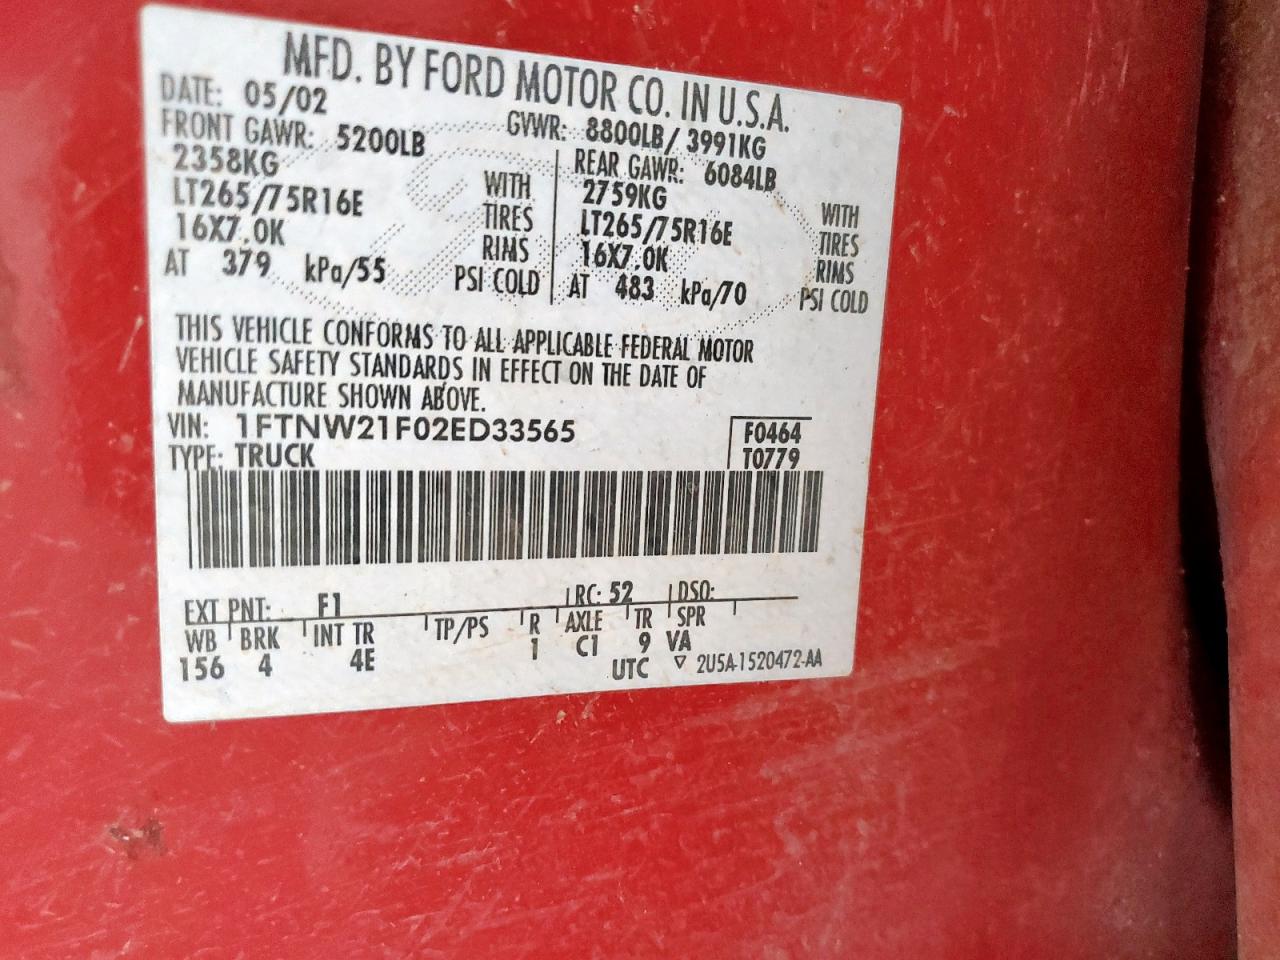 MFD. BY FORD MOTOR CO. IN U.S.A.
DATE: 05/02 GVWR: 8800LB/ 3991KG
FRONT GAWR: 5200LB REAR GAWR: 6084LB
2358KG WITH 2759KG WITH
LT265/75R16E TIRES LT265/75R16E TIRES
16X7.0K RIMS 16X7.0K RIMS
AT 379 kPa/55 PSI COLD AT 483 kPa/70 PSI COLD
THIS VEHICLE CONFORMS TO ALL APPLICABLE FEDERAL MOTOR
VEHICLE SAFETY STANDARDS IN EFFECT ON THE DATE OF
MANUFACTURE SHOWN ABOVE.
VIN: 1FTNW21F02ED33565 F0464
TYPE: TRUCK T0779
EXT PNT: F1 RC: 52 DSO:
WB BRK INT TR TP/PS R AXLE TR SPR
156 4 4E 1 C1 9 VA
UTC ▽ 2U5A-1520472-AA